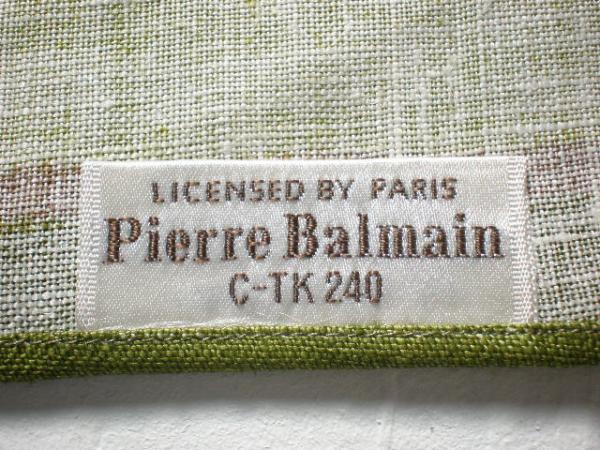 LICENSED BY PARIS
Pierre Balmain
C-TK 240